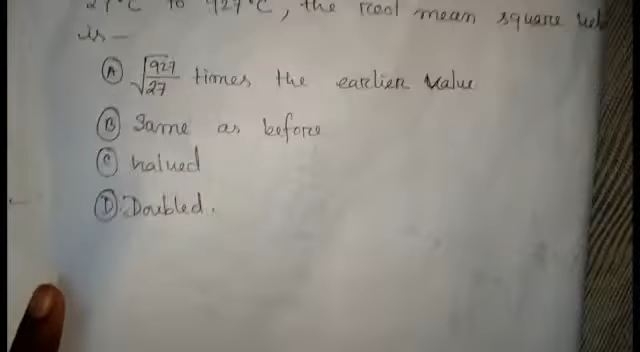 27°C to 927°C, the root mean square
is —
(A) √927/27 times the earlier value
(B) Same as before
(C) halved
(D) Doubled.